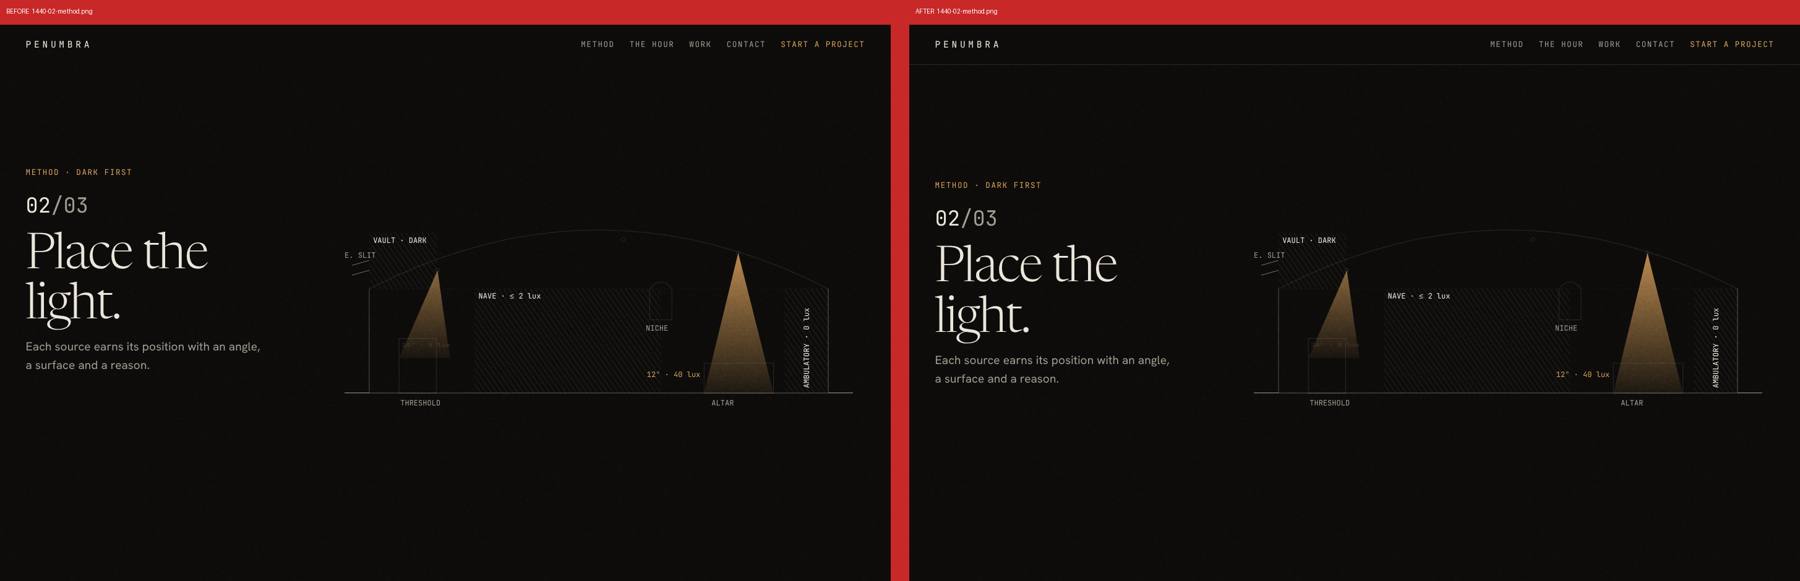 BEFORE 1440-02-method.png
PENUMBRA
METHOD THE HOUR WORK CONTACT START A PROJECT
METHOD · DARK FIRST
02/03
Place the
light.
Each source earns its position with an angle,
a surface and a reason.
VAULT · DARK
E. SLIT
NAVE · ≤ 2 lux
NICHE
12° · 40 lux
AMBULATORY · 0 lux
THRESHOLD
ALTAR
AFTER 1440-02-method.png
PENUMBRA
METHOD THE HOUR WORK CONTACT START A PROJECT
METHOD · DARK FIRST
02/03
Place the
light.
Each source earns its position with an angle,
a surface and a reason.
VAULT · DARK
E. SLIT
NAVE · ≤ 2 lux
NICHE
12° · 40 lux
AMBULATORY · 0 lux
THRESHOLD
ALTAR